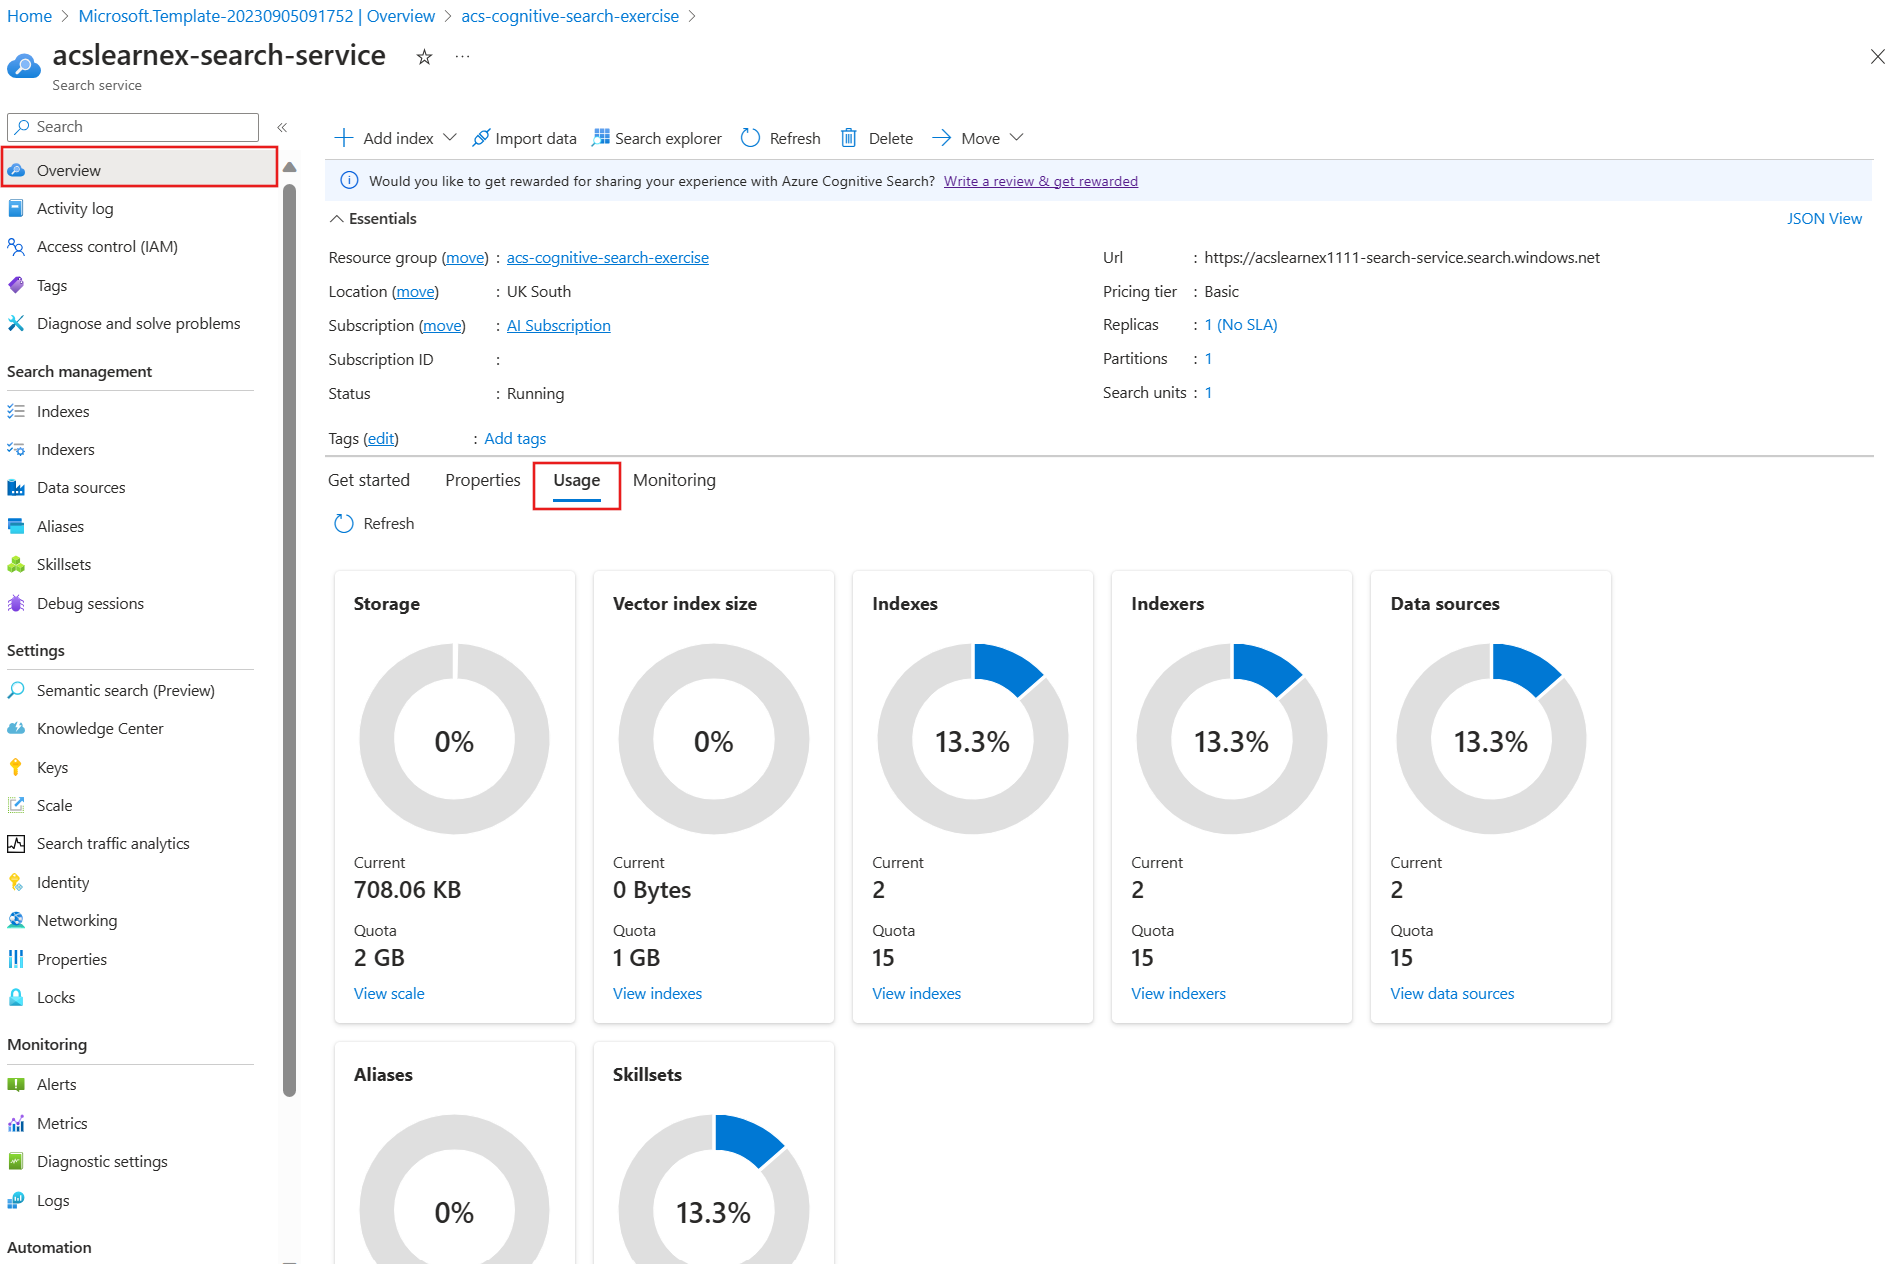 Home > Microsoft.Template-20230905091752 | Overview > acs-cognitive-search-exercise >
acslearnex-search-service ☆ ...
Search service
Search «
Overview
Activity log
Access control (IAM)
Tags
Diagnose and solve problems
Search management
Indexes
Indexers
Data sources
Aliases
Skillsets
Debug sessions
Settings
Semantic search (Preview)
Knowledge Center
Keys
Scale
Search traffic analytics
Identity
Networking
Properties
Locks
Monitoring
Alerts
Metrics
Diagnostic settings
Logs
Automation
Add index Import data Search explorer Refresh Delete Move
Would you like to get rewarded for sharing your experience with Azure Cognitive Search? Write a review & get rewarded
Essentials JSON View
Resource group (move) : acs-cognitive-search-exercise
Location (move) : UK South
Subscription (move) : AI Subscription
Subscription ID :
Status : Running
Url : https://acslearnex1111-search-service.search.windows.net
Pricing tier : Basic
Replicas : 1 (No SLA)
Partitions : 1
Search units : 1
Tags (edit) : Add tags
Get started Properties Usage Monitoring
Refresh
Storage
0%
Current
708.06 KB
Quota
2 GB
View scale
Vector index size
0%
Current
0 Bytes
Quota
1 GB
View indexes
Indexes
13.3%
Current
2
Quota
15
View indexes
Indexers
13.3%
Current
2
Quota
15
View indexers
Data sources
13.3%
Current
2
Quota
15
View data sources
Aliases
0%
Skillsets
13.3%